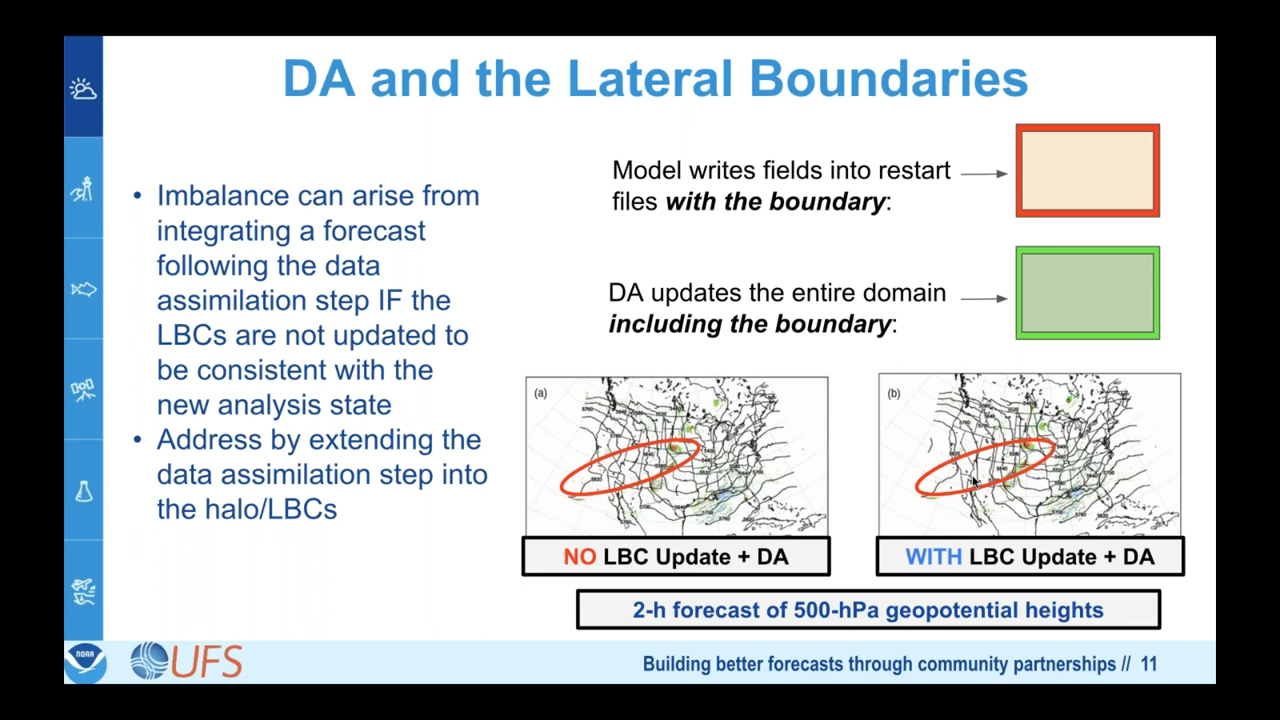 DA and the Lateral Boundaries
• Imbalance can arise from
integrating a forecast
following the data
assimilation step IF the
LBCs are not updated to
be consistent with the
new analysis state
• Address by extending the
data assimilation step into
the halo/LBCs
Model writes fields into restart
files with the boundary:
DA updates the entire domain
including the boundary:
(a)
(b)
NO LBC Update + DA
WITH LBC Update + DA
2-h forecast of 500-hPa geopotential heights
NOAA
UFS
Building better forecasts through community partnerships // 11